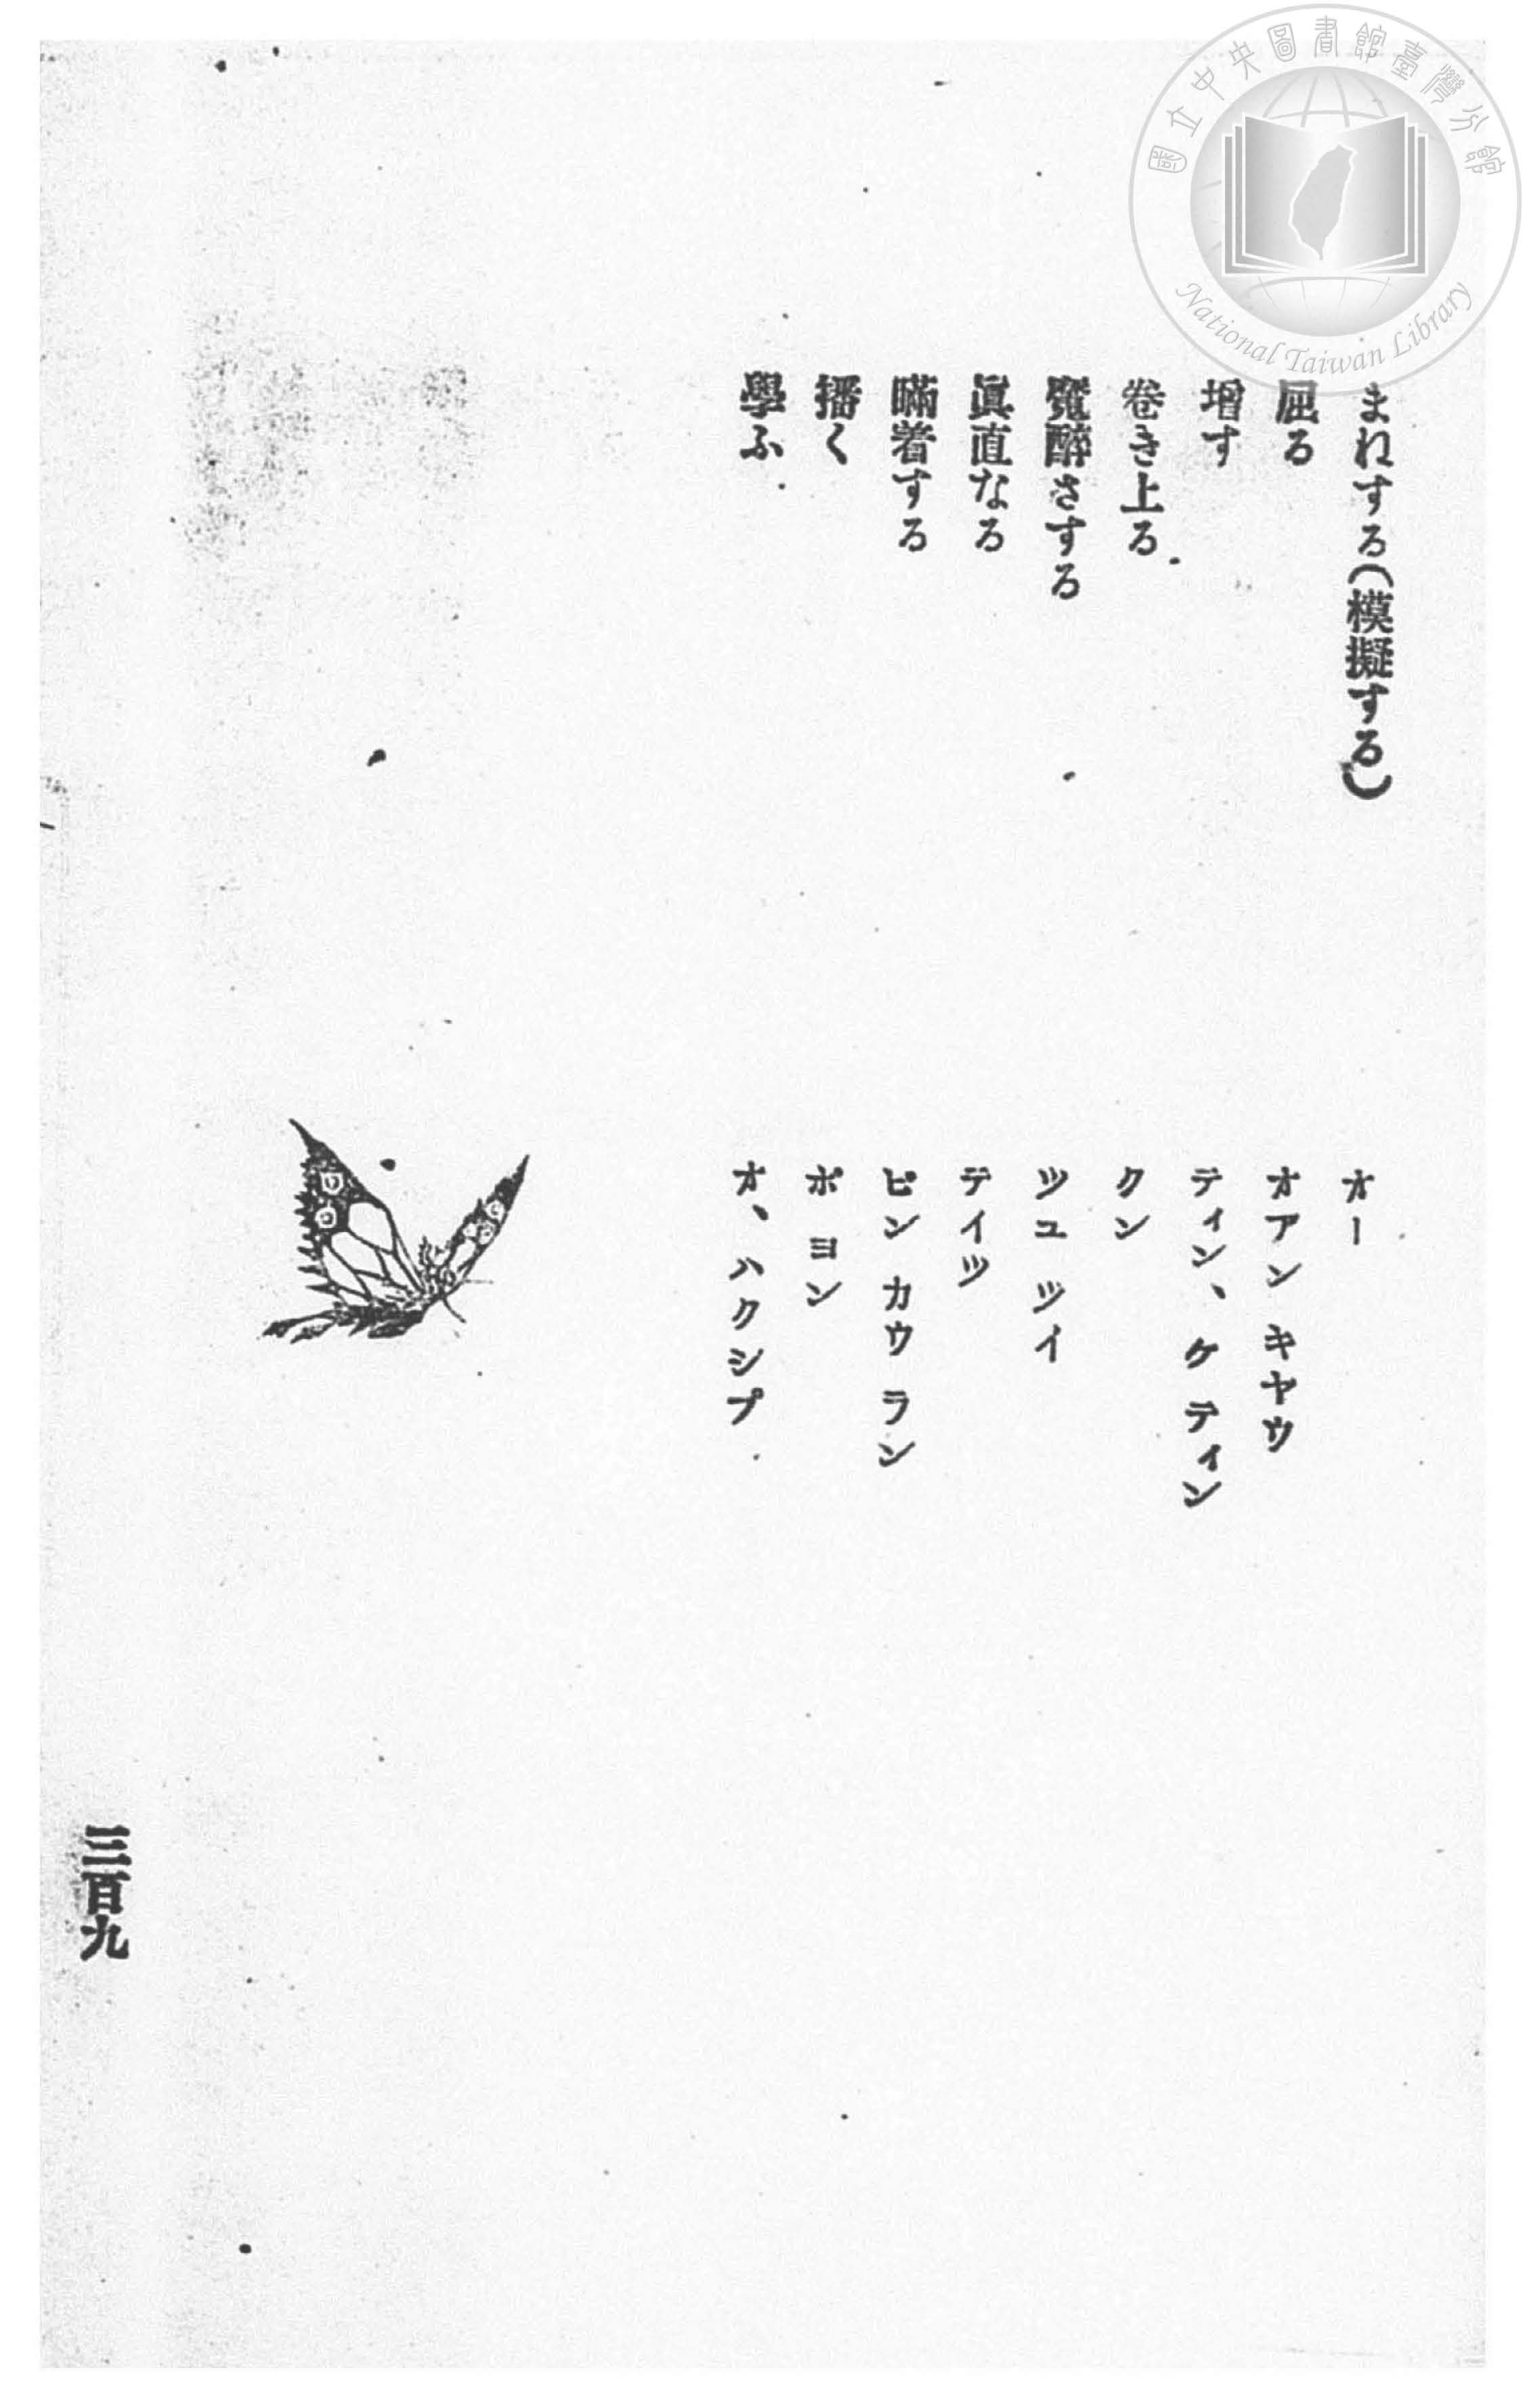 國立中央圖書館臺灣分館
National Taiwan Library
まねする(模擬する) オー
屈る オアン キヤウ
增す ティン、ケ ティン
卷き上る クン
魔醉さする ツユ ツイ
眞直なる テイツ
瞞着する ピン カウ ラン
播く ポ ヨン
學ふ オ、ハクシプ
三百九